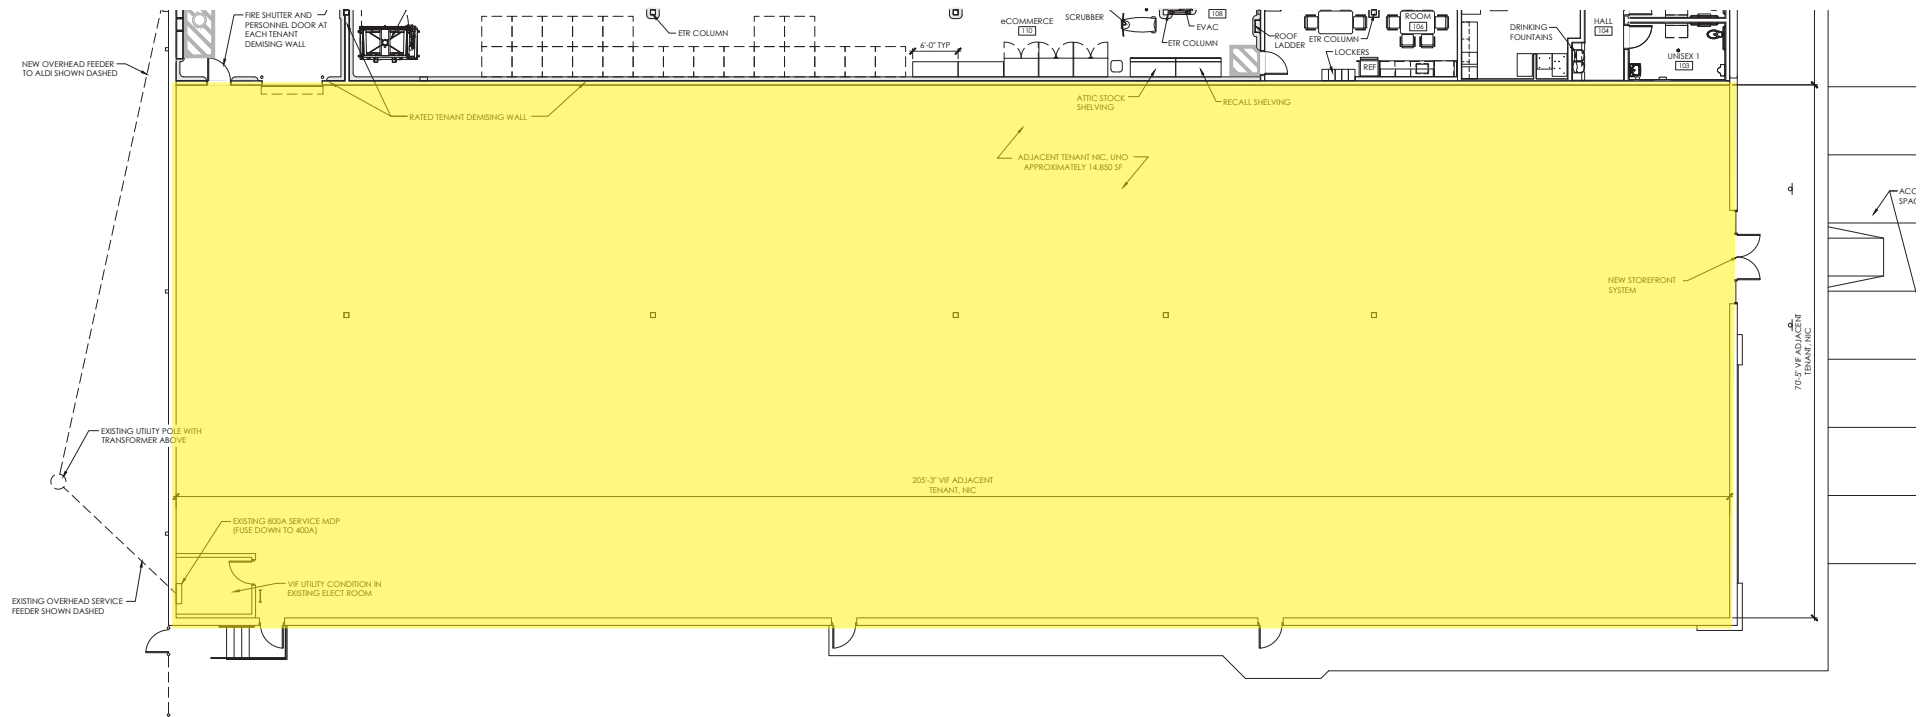 FIRE SHUTTER AND
PERSONNEL DOOR AT
EACH TENANT
DEMISING WALL
NEW OVERHEAD FEEDER
TO ALDI SHOWN DASHED
ETR COLUMN
6'-0" TYP
eCOMMERCE
110
SCRUBBER
108
EVAC
ETR COLUMN
ROOF
LADDER
ETR COLUMN
LOCKERS
REF
ROOM
106
DRINKING
FOUNTAINS
HALL
104
UNISEX 1
103
RATED TENANT DEMISING WALL
ATTIC STOCK
SHELVING
RECALL SHELVING
ADJACENT TENANT NIC, UNO
APPROXIMATELY 14,850 SF
ACC
SPAC
NEW STOREFRONT
SYSTEM
70'-5" VIF ADJACENT
TENANT, NIC
EXISTING UTILITY POLE WITH
TRANSFORMER ABOVE
205'-3" VIF ADJACENT
TENANT, NIC
EXISTING 800A SERVICE MDP
(FUSE DOWN TO 400A)
VIF UTILITY CONDITION IN
EXISTING ELECT ROOM
EXISTING OVERHEAD SERVICE
FEEDER SHOWN DASHED